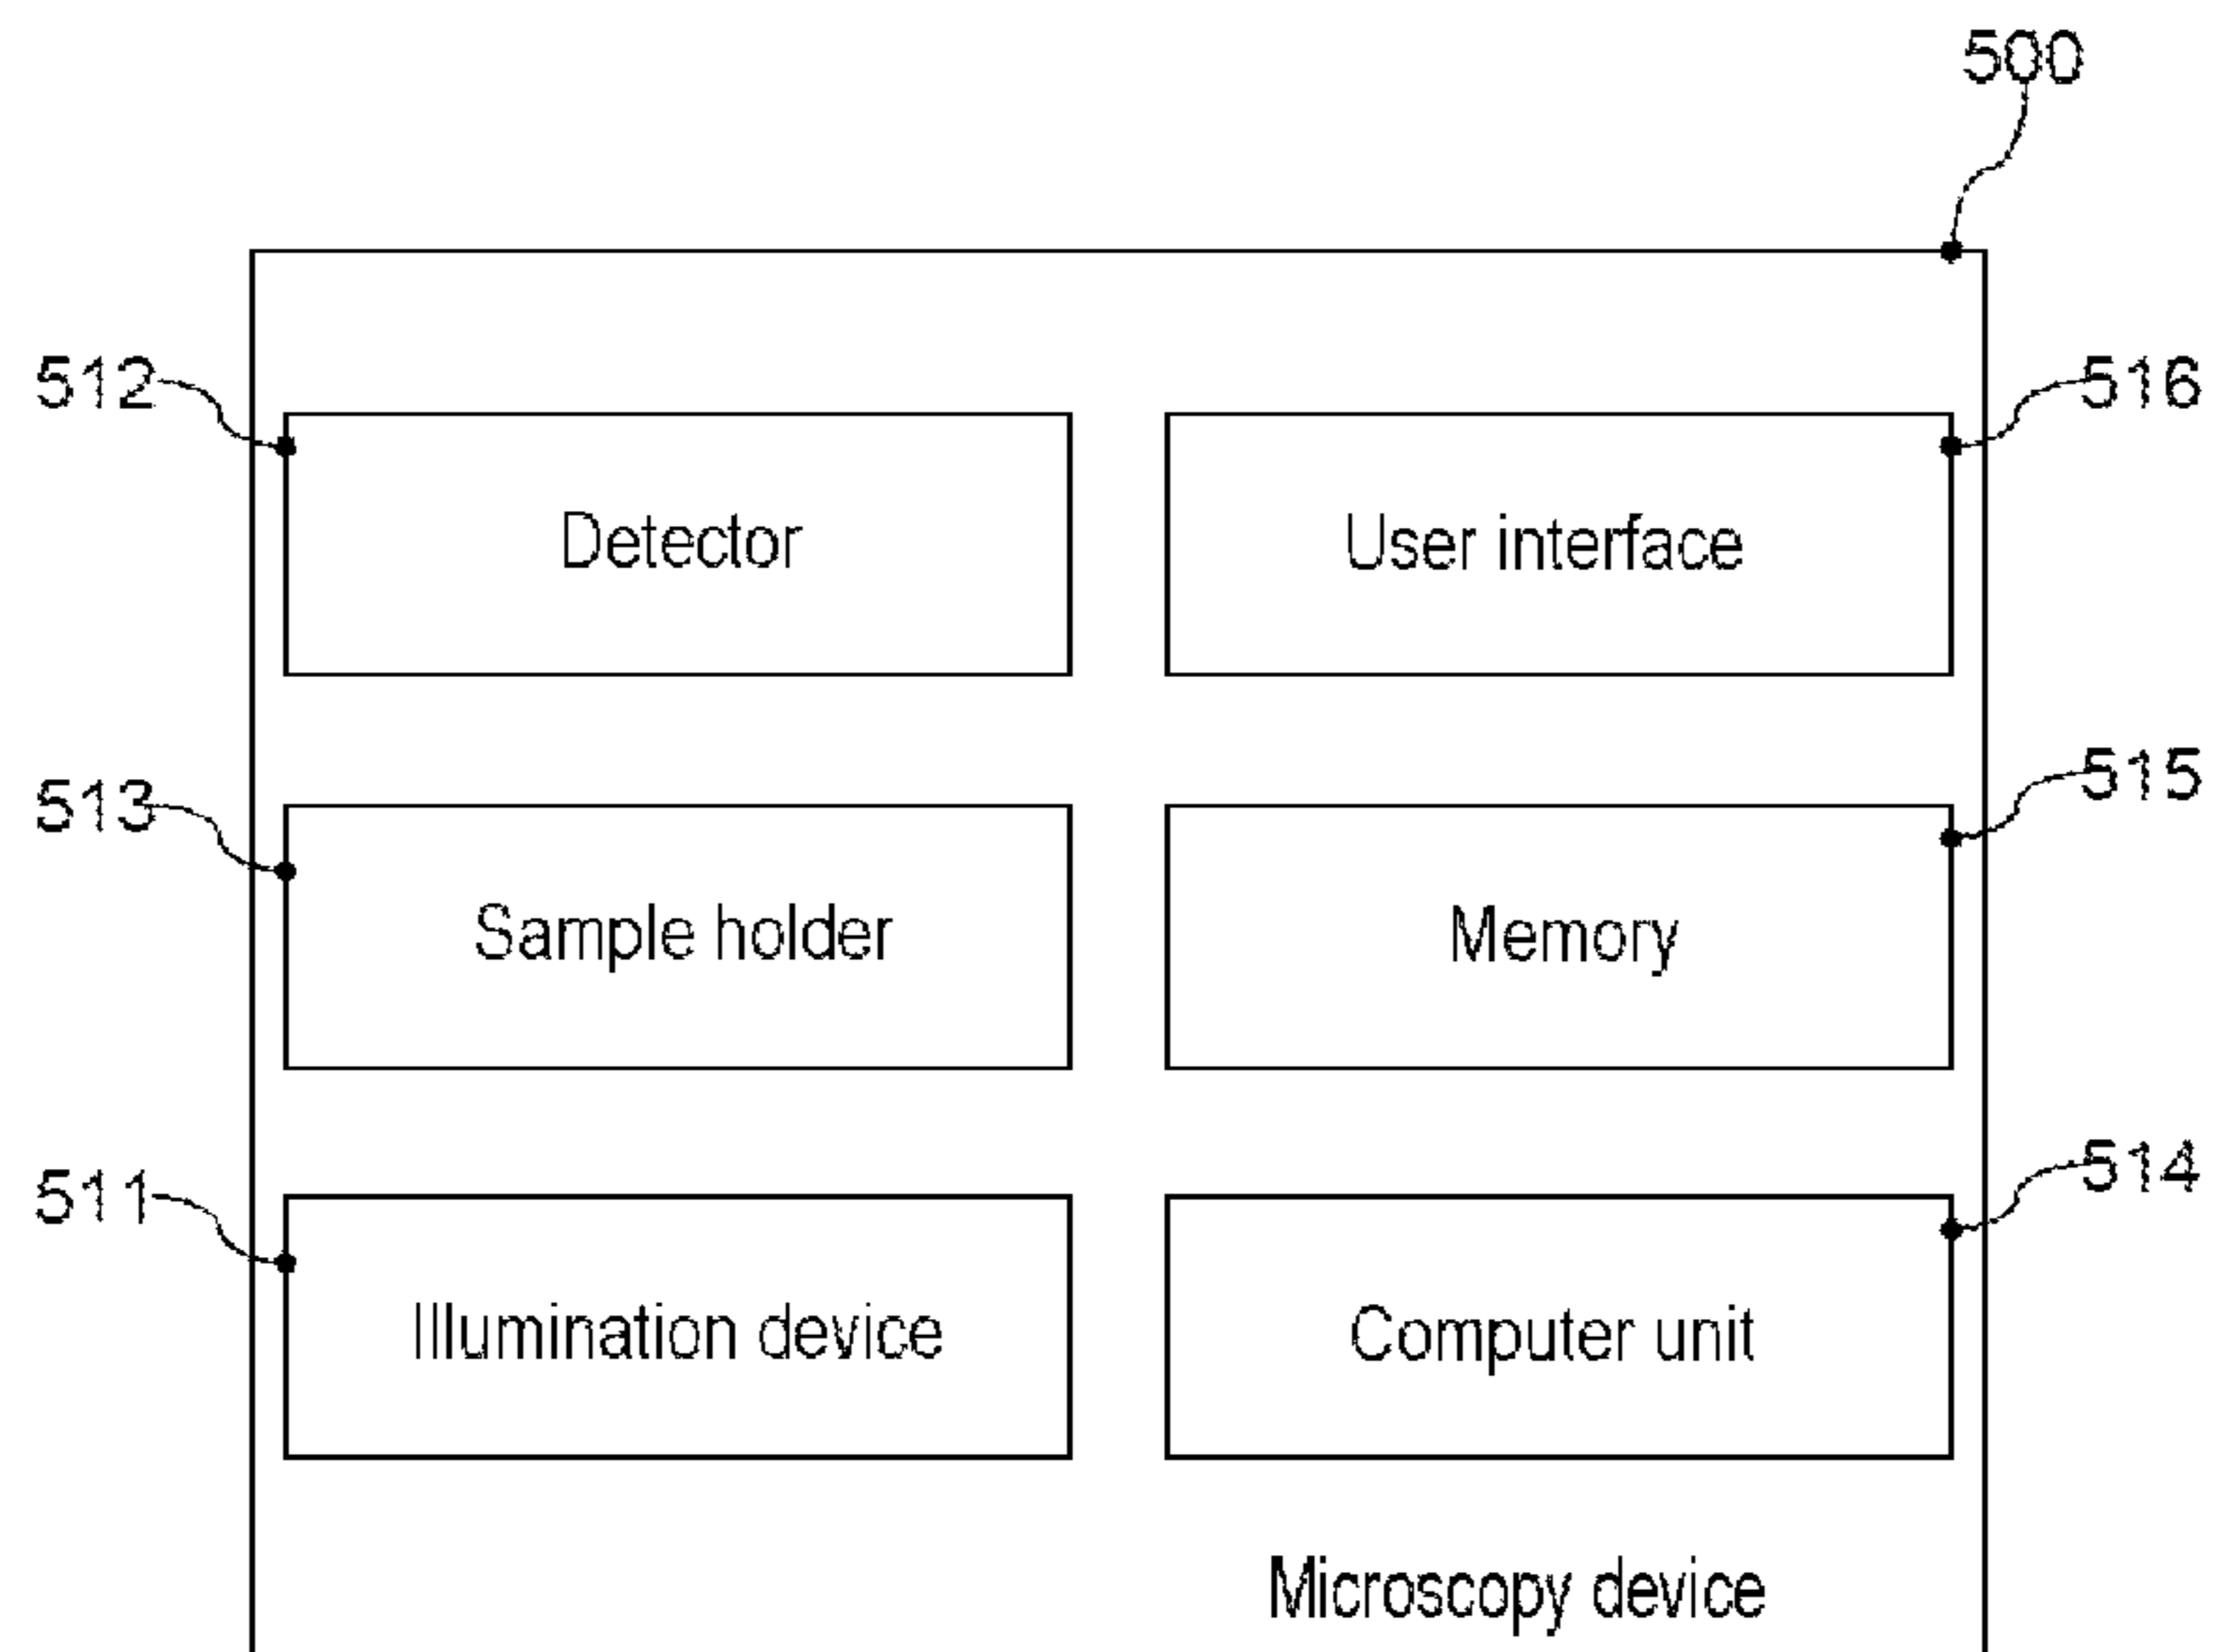 500
512
516
Detector
User interface
513
515
Sample holder
Memory
511
514
Illumination device
Computer unit
Microscopy device